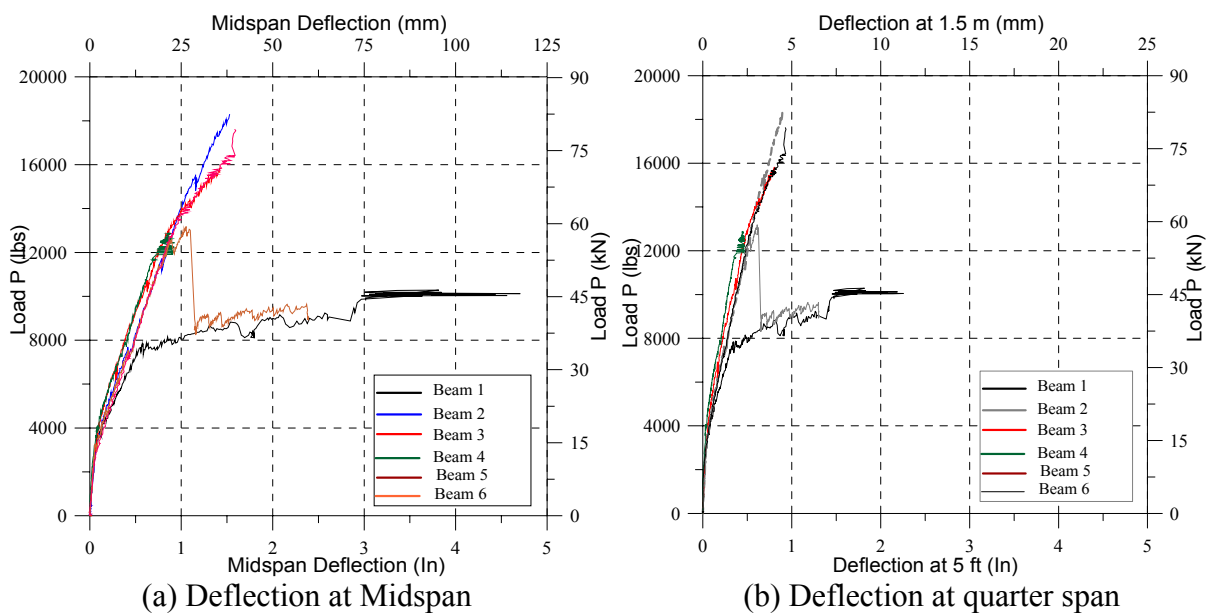 Midspan Deflection (mm)
0 25 50 75 100 125
20000
16000
12000
8000
4000
0
Load P (lbs)
90
75
60
45
30
15
0
Load P (kN)
Beam 1
Beam 2
Beam 3
Beam 4
Beam 5
Beam 6
0 1 2 3 4 5
Midspan Deflection (In)
(a) Deflection at Midspan
Deflection at 1.5 m (mm)
0 5 10 15 20 25
20000
16000
12000
8000
4000
0
Load P (lbs)
90
75
60
45
30
15
0
Load P (kN)
Beam 1
Beam 2
Beam 3
Beam 4
Beam 5
Beam 6
0 1 2 3 4 5
Deflection at 5 ft (In)
(b) Deflection at quarter span